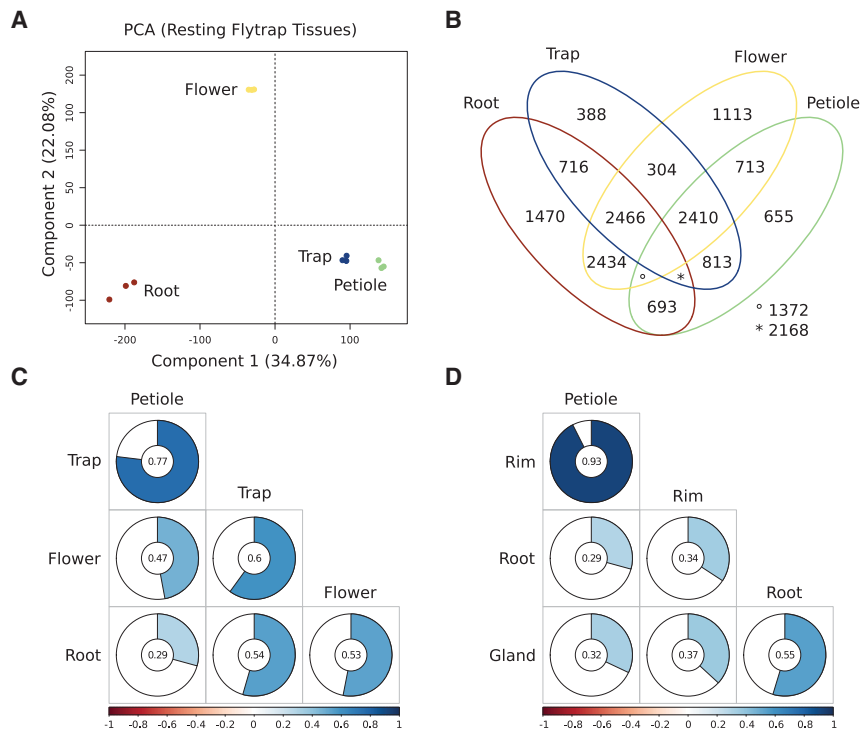 A
PCA (Resting Flytrap Tissues)
Component 2 (22.08%)
200
100
150
50
0
-50
-100
Flower
Trap
Petiole
Root
-200
-100
0
100
Component 1 (34.87%)
B
Trap
Flower
Root
Petiole
388
1113
716
304
713
1470
2466
2410
655
2434
813
° *
693
° 1372
* 2168
C
Petiole
Trap
0.77
Trap
Flower
0.47
0.6
Flower
Root
0.29
0.54
0.53
-1 -0.8 -0.6 -0.4 -0.2 0 0.2 0.4 0.6 0.8 1
D
Petiole
Rim
0.93
Rim
Root
0.29
0.34
Root
Gland
0.32
0.37
0.55
-1 -0.8 -0.6 -0.4 -0.2 0 0.2 0.4 0.6 0.8 1